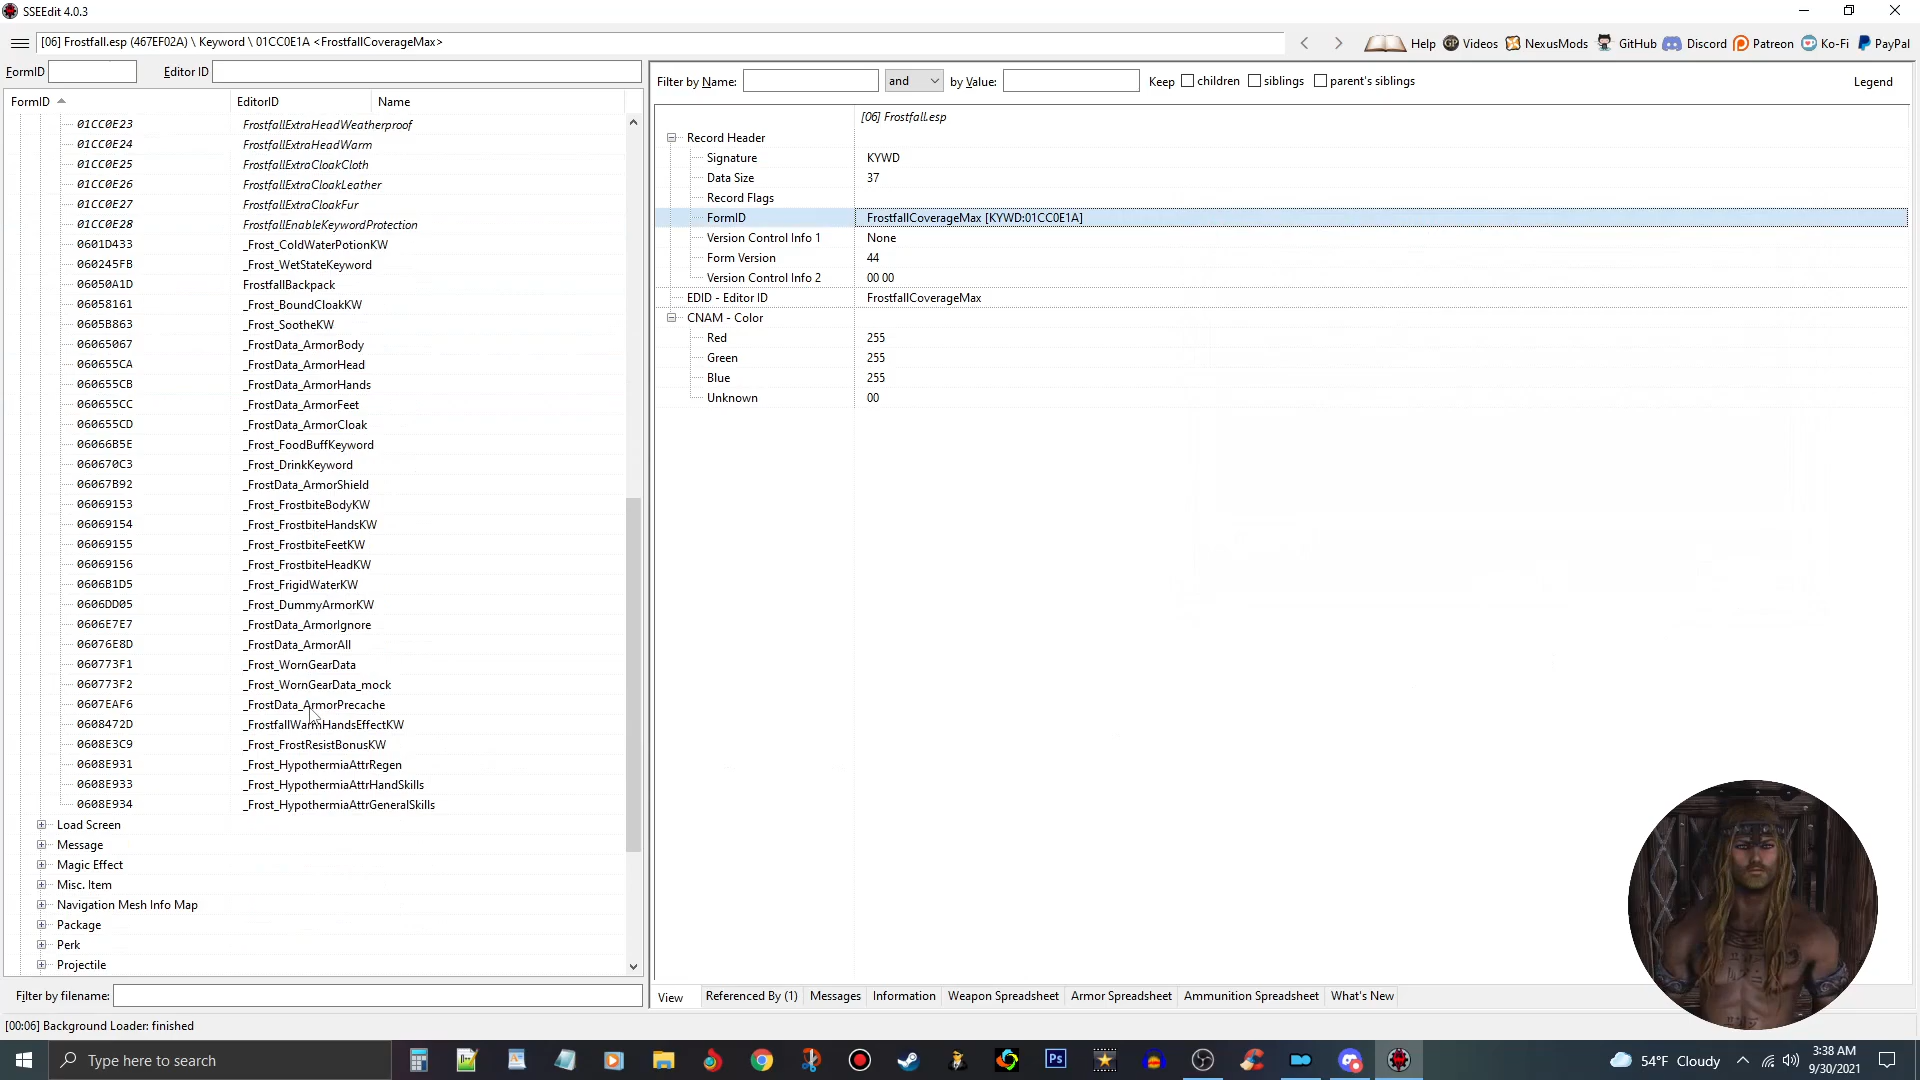 SSEEdit 4.0.3
[06] Frostfall.esp (467EF02A) \ Keyword \ 01CC0E1A <FrostfallCoverageMax>
Help Videos NexusMods GitHub Discord Patreon Ko-Fi PayPal
FormID Editor ID
Filter by Name: and by Value: Keep children siblings parent's siblings Legend
FormID EditorID Name
[06] Frostfall.esp
01CC0E23 FrostfallExtraHeadWeatherproof
01CC0E24 FrostfallExtraHeadWarm
01CC0E25 FrostfallExtraCloakCloth
01CC0E26 FrostfallExtraCloakLeather
01CC0E27 FrostfallExtraCloakFur
01CC0E28 FrostfallEnableKeywordProtection
0601D433 _Frost_ColdWaterPotionKW
060245FB _Frost_WetStateKeyword
06050A1D FrostfallBackpack
06058161 _Frost_BoundCloakKW
0605B863 _Frost_SootheKW
06065067 _FrostData_ArmorBody
060655CA _FrostData_ArmorHead
060655CB _FrostData_ArmorHands
060655CC _FrostData_ArmorFeet
060655CD _FrostData_ArmorCloak
06066B5E _Frost_FoodBuffKeyword
060670C3 _Frost_DrinkKeyword
06067B92 _FrostData_ArmorShield
06069153 _Frost_FrostbiteBodyKW
06069154 _Frost_FrostbiteHandsKW
06069155 _Frost_FrostbiteFeetKW
06069156 _Frost_FrostbiteHeadKW
0606B1D5 _Frost_FrigidWaterKW
0606DD05 _Frost_DummyArmorKW
0606E7E7 _FrostData_ArmorIgnore
06076E8D _FrostData_ArmorAll
060773F1 _Frost_WornGearData
060773F2 _Frost_WornGearData_mock
0607EAF6 _FrostData_ArmorPrecache
0608472D _FrostfallWarmHandsEffectKW
0608E3C9 _Frost_FrostResistBonusKW
0608E931 _Frost_HypothermiaAttrRegen
0608E933 _Frost_HypothermiaAttrHandSkills
0608E934 _Frost_HypothermiaAttrGeneralSkills
Load Screen
Message
Magic Effect
Misc. Item
Navigation Mesh Info Map
Package
Perk
Projectile
Record Header
Signature KYWD
Data Size 37
Record Flags
FormID FrostfallCoverageMax [KYWD:01CC0E1A]
Version Control Info 1 None
Form Version 44
Version Control Info 2 00 00
EDID - Editor ID FrostfallCoverageMax
CNAM - Color
Red 255
Green 255
Blue 255
Unknown 00
Filter by filename:
View Referenced By (1) Messages Information Weapon Spreadsheet Armor Spreadsheet Ammunition Spreadsheet What's New
[00:06] Background Loader: finished
Type here to search
54°F Cloudy
3:38 AM
9/30/2021